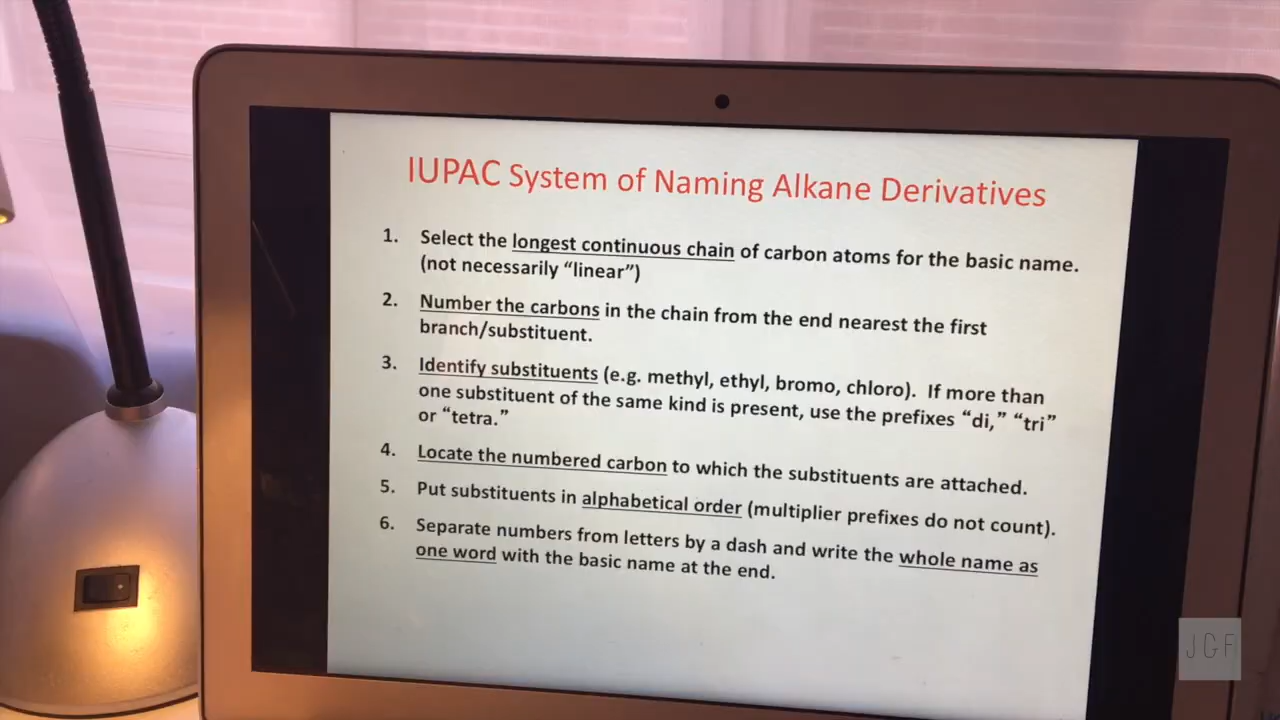 IUPAC System of Naming Alkane Derivatives
1. Select the longest continuous chain of carbon atoms for the basic name.
(not necessarily “linear”)
2. Number the carbons in the chain from the end nearest the first
branch/substituent.
3. Identify substituents (e.g. methyl, ethyl, bromo, chloro). If more than
one substituent of the same kind is present, use the prefixes “di,” “tri”
or “tetra.”
4. Locate the numbered carbon to which the substituents are attached.
5. Put substituents in alphabetical order (multiplier prefixes do not count).
6. Separate numbers from letters by a dash and write the whole name as
one word with the basic name at the end.
JGF